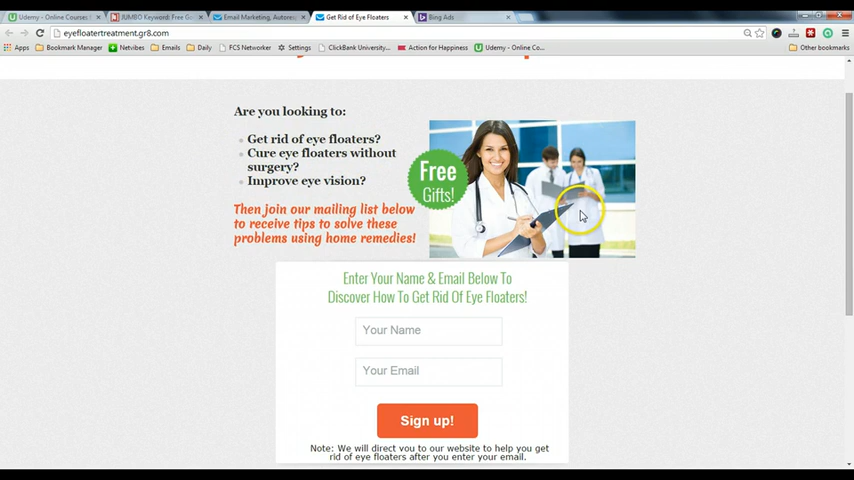 Udemy - Online Courses
JUMBO Keyword: Free Go
Email Marketing, Autores
Get Rid of Eye Floaters
Bing Ads
eyefloatertreatment.gr8.com
Apps
Bookmark Manager
Netvibes
Emails
Daily
FCS Networker
Settings
ClickBank University...
Action for Happiness
Udemy - Online Co...
Other bookmarks
Are you looking to:
Get rid of eye floaters?
Cure eye floaters without
surgery?
Improve eye vision?
Then join our mailing list below
to receive tips to solve these
problems using home remedies!
Free
Gifts!
Enter Your Name & Email Below To
Discover How To Get Rid Of Eye Floaters!
Your Name
Your Email
Sign up!
Note: We will direct you to our website to help you get
rid of eye floaters after you enter your email.